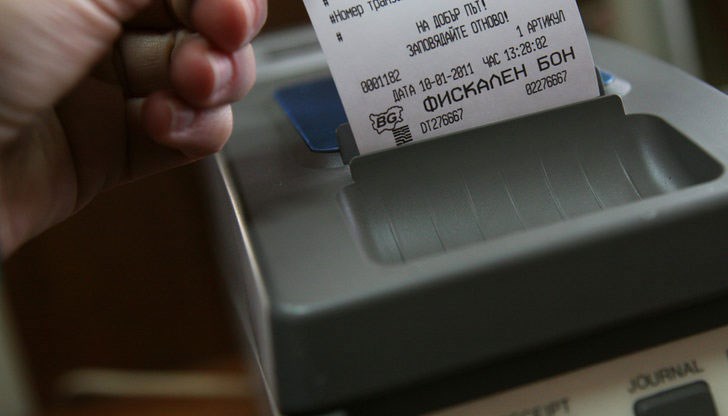 #Номер тран
#
НА ДОБЪР ПЪТ!
ЗАПОВЯДАЙТЕ ОТНОВО!
0001182 1 АРТИКУЛ
ДАТА 18-01-2011 ЧАС 13:28:02
BG ФИСКАЛЕН БОН
DT276667 02276667
JOURNAL